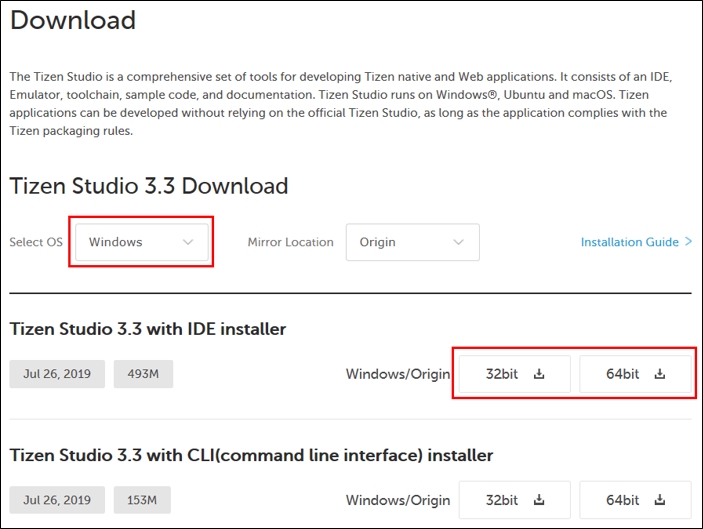 Download
The Tizen Studio is a comprehensive set of tools for developing Tizen native and Web applications. It consists of an IDE,
Emulator, toolchain, sample code, and documentation. Tizen Studio runs on Windows®, Ubuntu and macOS. Tizen
applications can be developed without relying on the official Tizen Studio, as long as the application complies with the
Tizen packaging rules.
Tizen Studio 3.3 Download
Select OS Windows Mirror Location Origin Installation Guide >
Tizen Studio 3.3 with IDE installer
Jul 26, 2019 493M Windows/Origin 32bit 64bit
Tizen Studio 3.3 with CLI(command line interface) installer
Jul 26, 2019 153M Windows/Origin 32bit 64bit